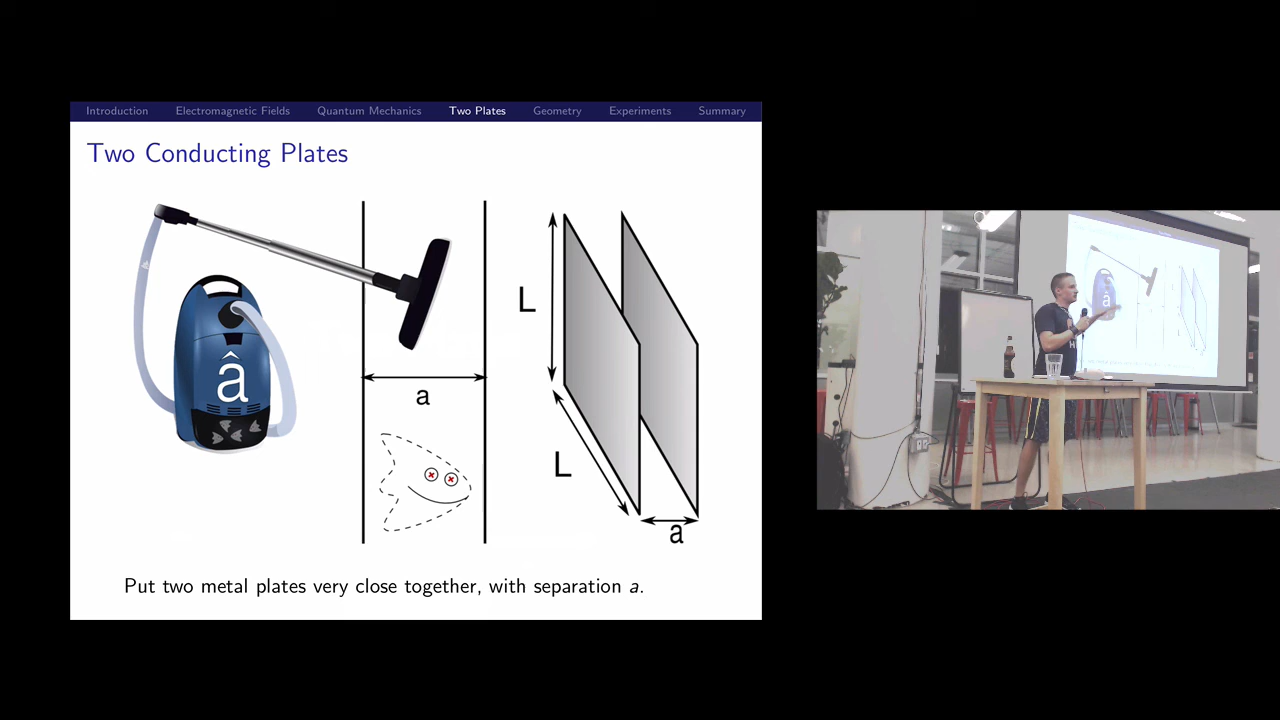 Introduction Electromagnetic Fields Quantum Mechanics Two Plates Geometry Experiments Summary
Two Conducting Plates
â
a
L
L
a
Put two metal plates very close together, with separation a.